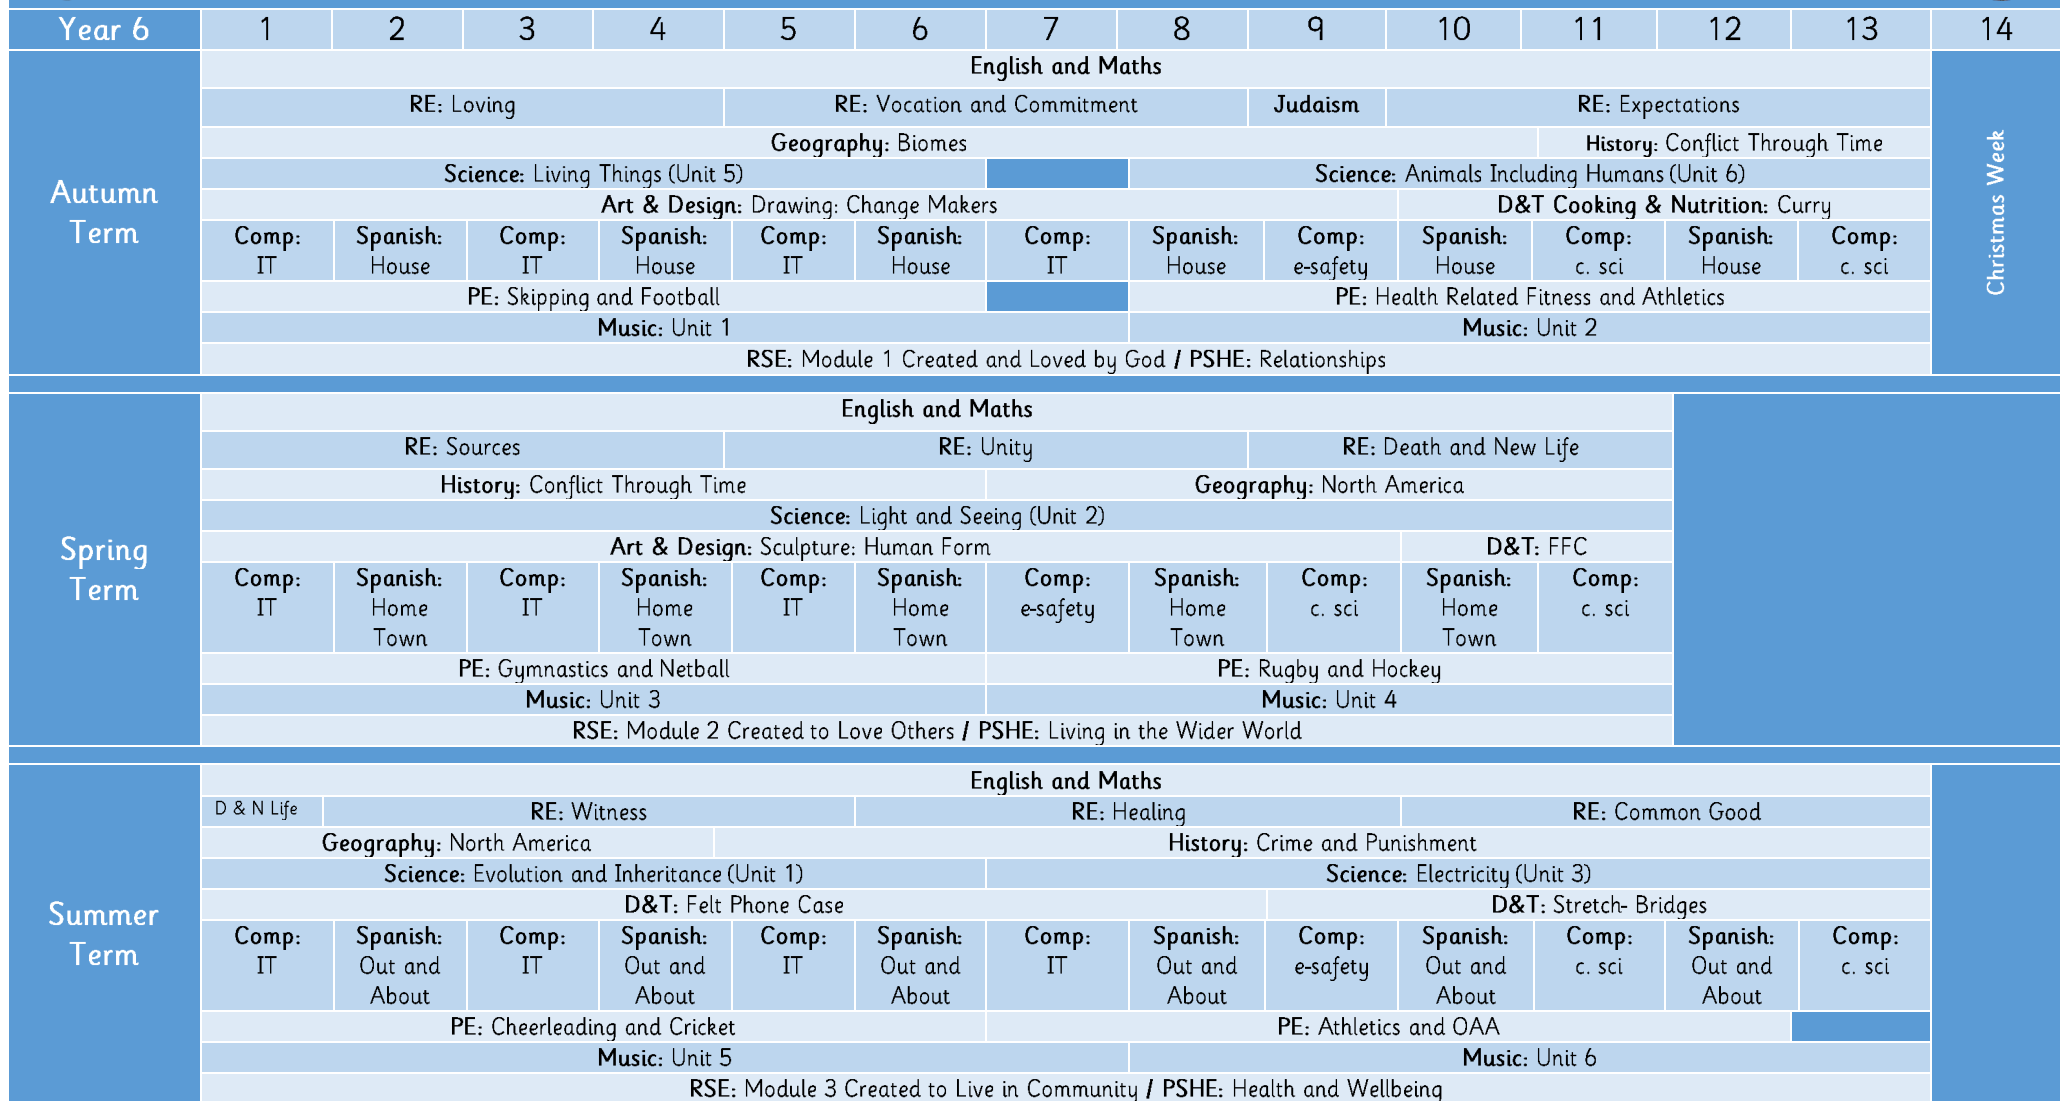 Year 6 1 2 3 4 5 6 7 8 9 10 11 12 13 14
Autumn Term
English and Maths
RE: Loving RE: Vocation and Commitment Judaism RE: Expectations
Geography: Biomes History: Conflict Through Time
Science: Living Things (Unit 5) Science: Animals Including Humans (Unit 6)
Art & Design: Drawing: Change Makers D&T Cooking & Nutrition: Curry
Comp: IT Spanish: House Comp: IT Spanish: House Comp: IT Spanish: House Comp: IT Spanish: House Comp: e-safety Spanish: House Comp: c. sci Spanish: House Comp: c. sci
PE: Skipping and Football PE: Health Related Fitness and Athletics
Music: Unit 1 Music: Unit 2
RSE: Module 1 Created and Loved by God / PSHE: Relationships
Christmas Week
Spring Term
English and Maths
RE: Sources RE: Unity RE: Death and New Life
History: Conflict Through Time Geography: North America
Science: Light and Seeing (Unit 2)
Art & Design: Sculpture: Human Form D&T: FFC
Comp: IT Spanish: Home Town Comp: IT Spanish: Home Town Comp: IT Spanish: Home Town Comp: e-safety Spanish: Home Town Comp: c. sci Spanish: Home Town Comp: c. sci
PE: Gymnastics and Netball PE: Rugby and Hockey
Music: Unit 3 Music: Unit 4
RSE: Module 2 Created to Love Others / PSHE: Living in the Wider World
Summer Term
English and Maths
D & N Life RE: Witness RE: Healing RE: Common Good
Geography: North America History: Crime and Punishment
Science: Evolution and Inheritance (Unit 1) Science: Electricity (Unit 3)
D&T: Felt Phone Case D&T: Stretch- Bridges
Comp: IT Spanish: Out and About Comp: IT Spanish: Out and About Comp: IT Spanish: Out and About Comp: IT Spanish: Out and About Comp: e-safety Spanish: Out and About Comp: c. sci Spanish: Out and About Comp: c. sci
PE: Cheerleading and Cricket PE: Athletics and OAA
Music: Unit 5 Music: Unit 6
RSE: Module 3 Created to Live in Community / PSHE: Health and Wellbeing